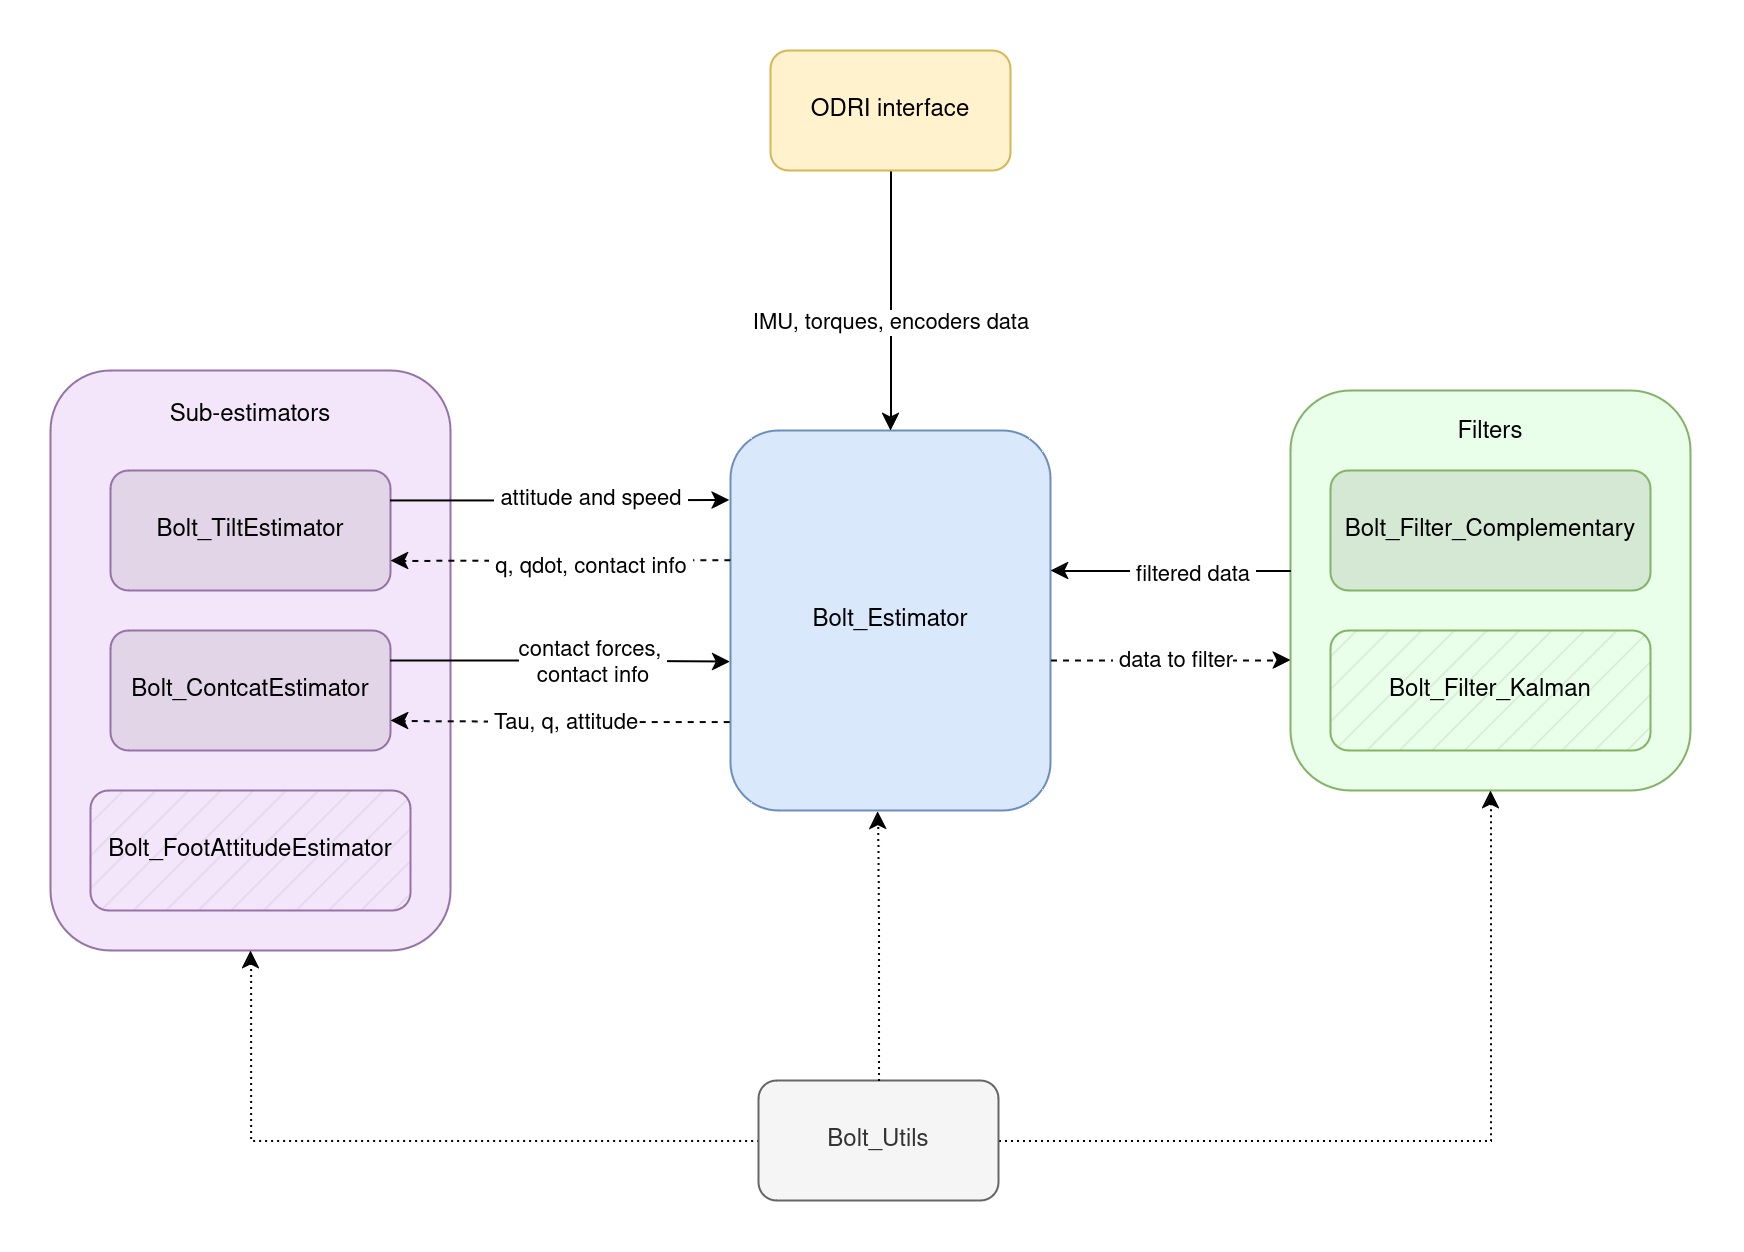 ODRI interface
IMU, torques, encoders data
Sub-estimators
Bolt_TiltEstimator
Bolt_ContcatEstimator
Bolt_FootAttitudeEstimator
attitude and speed
q, qdot, contact info
contact forces,
contact info
Tau, q, attitude
Bolt_Estimator
filtered data
data to filter
Filters
Bolt_Filter_Complementary
Bolt_Filter_Kalman
Bolt_Utils